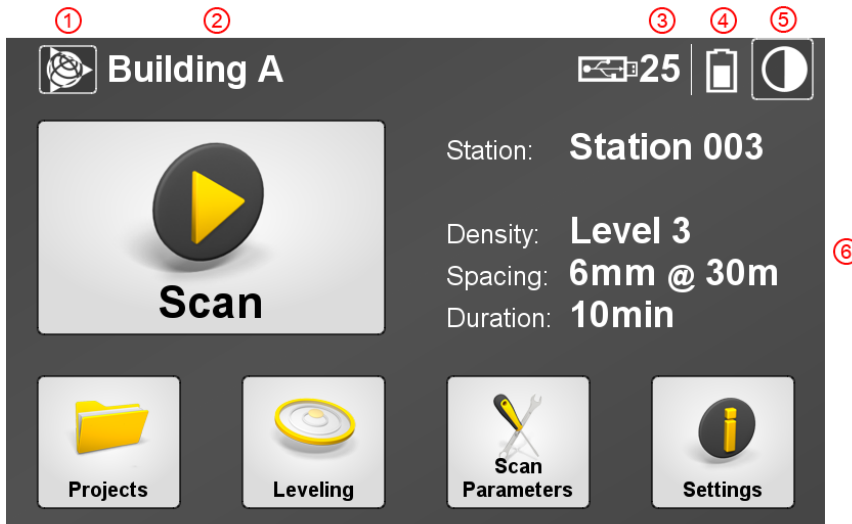 ① ② ③ ④ ⑤
Building A 25
Station: Station 003
Density: Level 3
⑥
Spacing: 6mm @ 30m
Duration: 10min
Scan
Projects
Leveling
Scan
Parameters
Settings